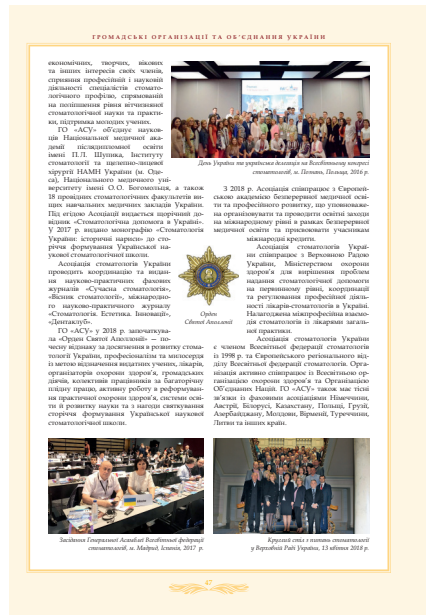 ГРОМАДСЬКІ ОРГАНІЗАЦІЇ ТА ОБ'ЄДНАННЯ УКРАЇНИ
економічних, творчих, вікових
та інших інтересів своїх членів,
сприяння професійній і науковій
діяльності спеціалістів стомато-
логічного профілю, спрямованій
на поліпшення рівня вітчизняної
стоматологічної науки та практи-
ки, підтримка молодих учених.
ГО «АСУ» об'єднує науков-
ців Національної медичної ака-
демії післядипломної освіти
імені П.Л. Шупика, Інституту
стоматології та щелепно-лицевої
хірургії НАМН України (м. Оде-
са), Національного медичного уні-
верситету імені О.О. Богомольця, а також
18 провідних стоматологічних факультетів ви-
щих навчальних медичних закладів України.
Під егідою Асоціації видається щорічний до-
відник «Стоматологічна допомога в Україні».
У 2017 р. видано монографію «Стоматологія
України: історичні нариси» до сто-
річчя формування Української на-
укової стоматологічної школи.
Асоціація стоматологів України
проводить координацію та видан-
ня науково-практичних фахових
журналів «Сучасна стоматологія»,
«Вісник стоматології», міжнародно-
го науково-практичного журналу
«Стоматологія. Естетика. Інновації»,
«Дентаклуб».
ГО «АСУ» у 2018 р. започаткува-
ла «Орден Святої Аполлонії» — по-
чесну відзнаку за досягнення в розвитку стома-
тології України, професіоналізм та милосердя
із метою відзначення видатних учених, лікарів,
організаторів охорони здоров'я, громадських
діячів, колективів працівників за багаторічну
плідну працю, активну роботу в реформуван-
ня практичної охорони здоров'я, системи осві-
ти й розвитку науки та з нагоди святкування
сторіччя формування Української наукової
стоматологічної школи.
День України та українська делегація на Всесвітньому конгресі
стоматологів, м. Познань, Польща, 2016 р.
З 2018 р. Асоціація співпрацює з Європей-
ською академією безперервної медичної осві-
ти та професійного розвитку, що уповноваже-
на організовувати та проводити освітні заходи
на міжнародному рівні в рамках безперервної
медичної освіти та присвоювати учасникам
міжнародні кредити.
Асоціація стоматологів Украї-
ни співпрацює з Верховною Радою
України, Міністерством охорони
здоров'я для вирішення проблем
надання стоматологічної допомоги
на первинному рівні, координації
та регулювання професійної діяль-
ності лікарів-стоматологів в Україні.
Налагоджена міжпрофесійна взаємо-
дія стоматологів із лікарями загаль-
ної практики.
Асоціація стоматологів України
є членом Всесвітньої федерації стоматологів
із 1998 р. та Європейського регіонального від-
ділу Всесвітньої федерації стоматологів. Орга-
нізація активно співпрацює із Всесвітньою ор-
ганізацією охорони здоров'я та Організацією
Об'єднаних Націй. ГО «АСУ» також має тісні
зв'язки із фаховими асоціаціями Німеччини,
Австрії, Білорусі, Казахстану, Польщі, Грузії,
Азербайджану, Молдови, Вірменії, Туреччини,
Литви та інших країн.
Орден
Святої Аполлонії
Засідання Генеральної Асамблеї Всесвітньої федерації
стоматологів, м. Мадрид, Іспанія, 2017 р.
Круглий стіл з питань стоматології
у Верховній Раді України, 13 квітня 2018 р.
47